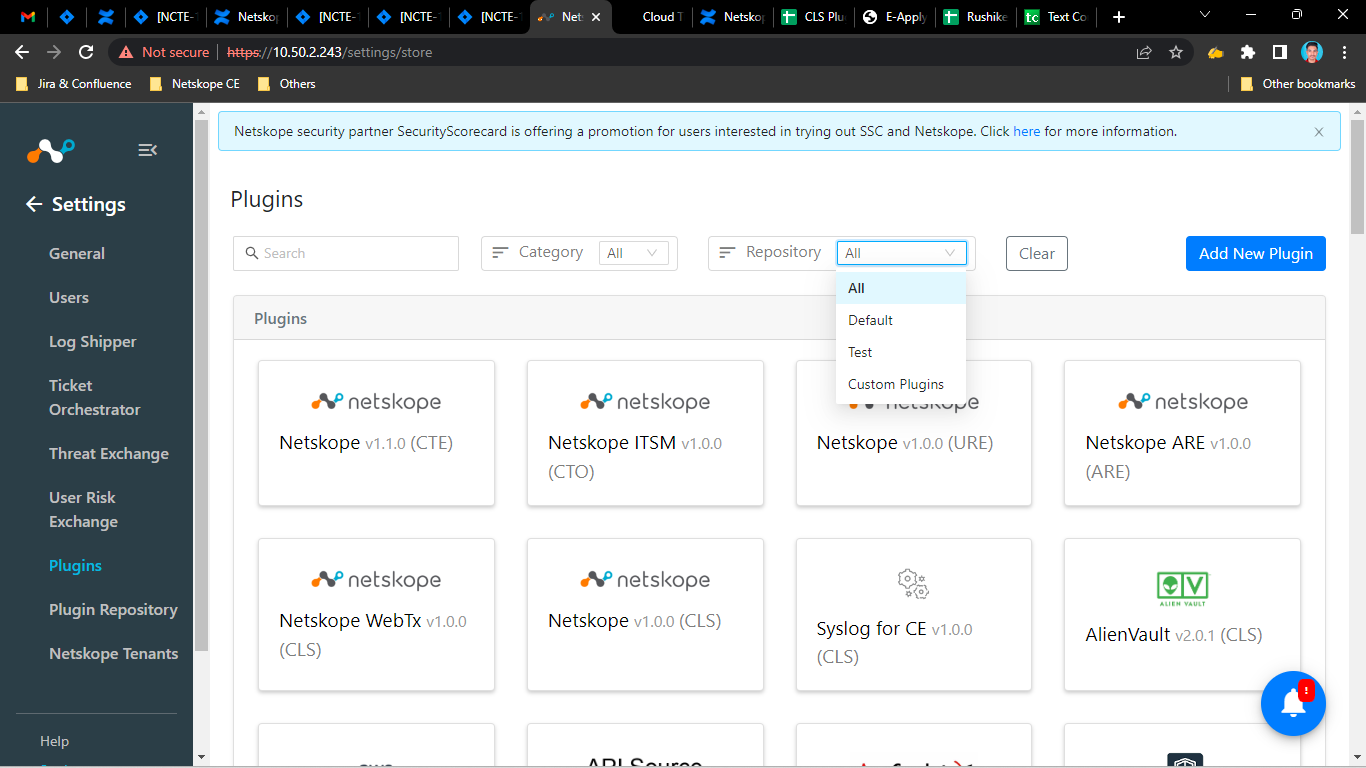 [NCTE-
Netskop
[NCTE-
[NCTE-
[NCTE-
Net
Cloud T
Netskop
CLS Plu
E-Apply
Rushike
Text Co
Not secure
https://10.50.2.243/settings/store
Jira & Confluence
Netskope CE
Others
Other bookmarks
Netskope security partner SecurityScorecard is offering a promotion for users interested in trying out SSC and Netskope. Click here for more information.
Settings
General
Users
Log Shipper
Ticket
Orchestrator
Threat Exchange
User Risk
Exchange
Plugins
Plugin Repository
Netskope Tenants
Help
Plugins
Search
Category
All
Repository
All
Clear
Add New Plugin
All
Default
Test
Custom Plugins
Plugins
netskope
Netskope v1.1.0 (CTE)
netskope
Netskope ITSM v1.0.0
(CTO)
netskope
Netskope v1.0.0 (URE)
netskope
Netskope ARE v1.0.0
(ARE)
netskope
Netskope WebTx v1.0.0
(CLS)
netskope
Netskope v1.0.0 (CLS)
Syslog for CE v1.0.0
(CLS)
ALIEN VAULT
AlienVault v2.0.1 (CLS)
API Source